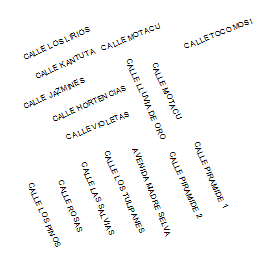 CALLE LOS LIRIOS
CALLE MOTACU
CALLE TOCO MOSI
CALLE KANTUTA
CALLE JAZMINES
CALLE HORTENCIAS
CALLE VIOLETAS
CALLE LLUVIA DE ORO
CALLE MOTACU
CALLE LOS PINOS
CALLE ROSAS
CALLE LAS SALVIAS
CALLE LOS TULIPANES
AVENIDA MADRE SELVA
CALLE PIRAMIDE 2
CALLE PIRAMIDE 1